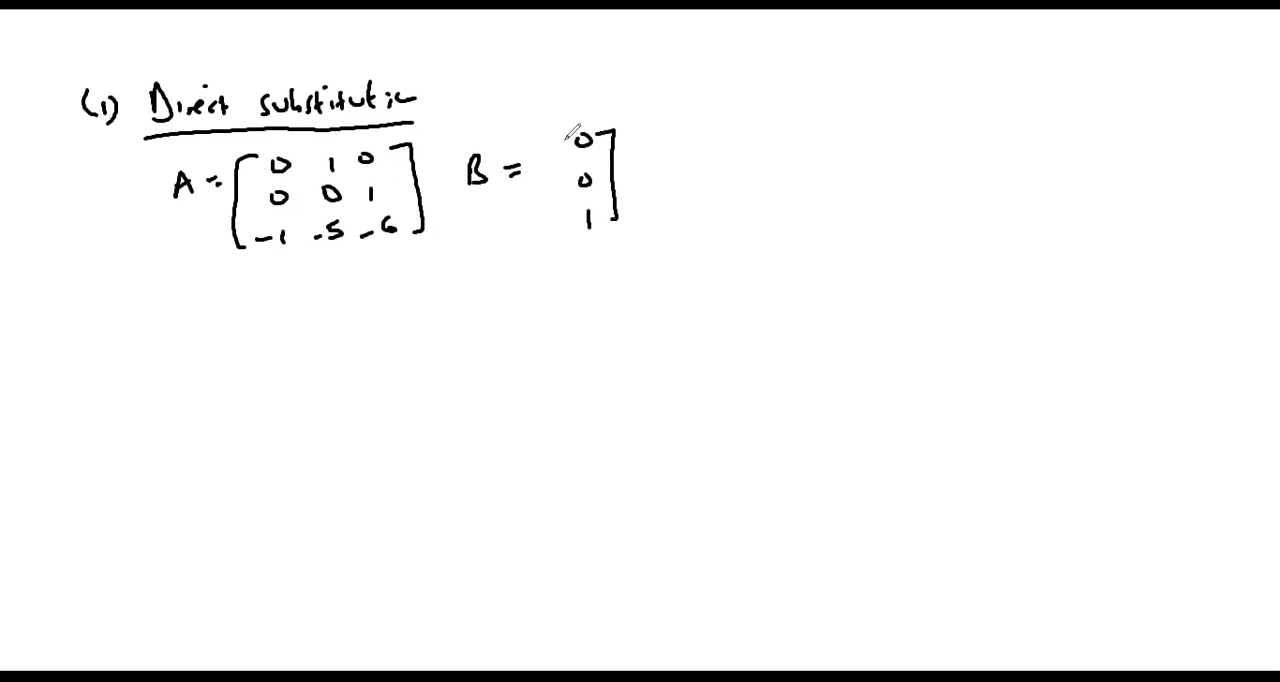 (1) Direct substitutic
A = [0 1 0 B = 0]
0 0 1 0
-1 -5 -6] 1]